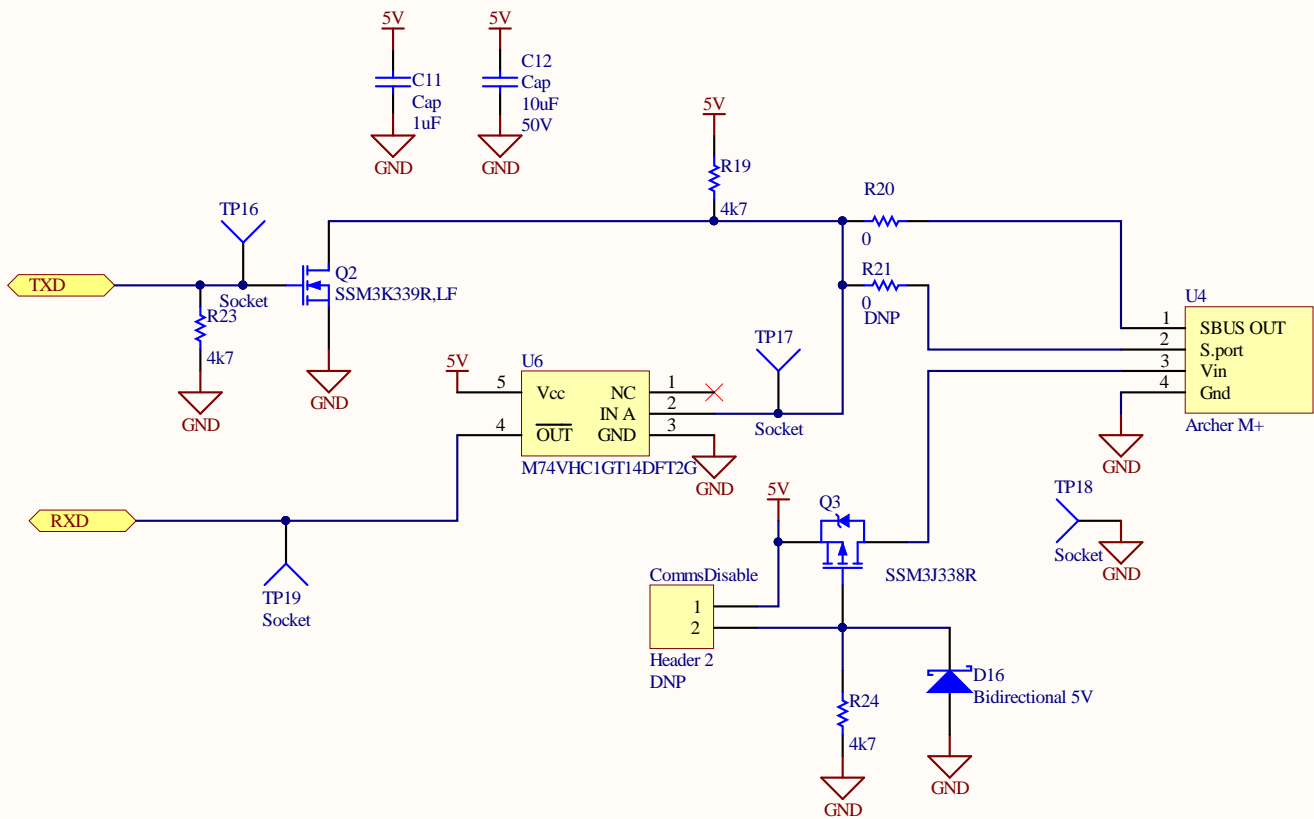 5V
5V
C11
Cap
1uF
GND
C12
Cap
10uF
50V
GND
5V
R19
4k7
R20
0
R21
0
DNP
TP16
Socket
TXD
R23
4k7
GND
Q2
SSM3K339R,LF
GND
U4
1 SBUS OUT
2 S.port
3 Vin
4 Gnd
Archer M+
GND
TP17
Socket
5V
U6
5 Vcc NC 1
IN A 2
4 OUT GND 3
M74VHC1GT14DFT2G
GND
RXD
TP19
Socket
5V
Q3
SSM3J338R
TP18
Socket
GND
CommsDisable
1
2
Header 2
DNP
R24
4k7
GND
D16
Bidirectional 5V
GND